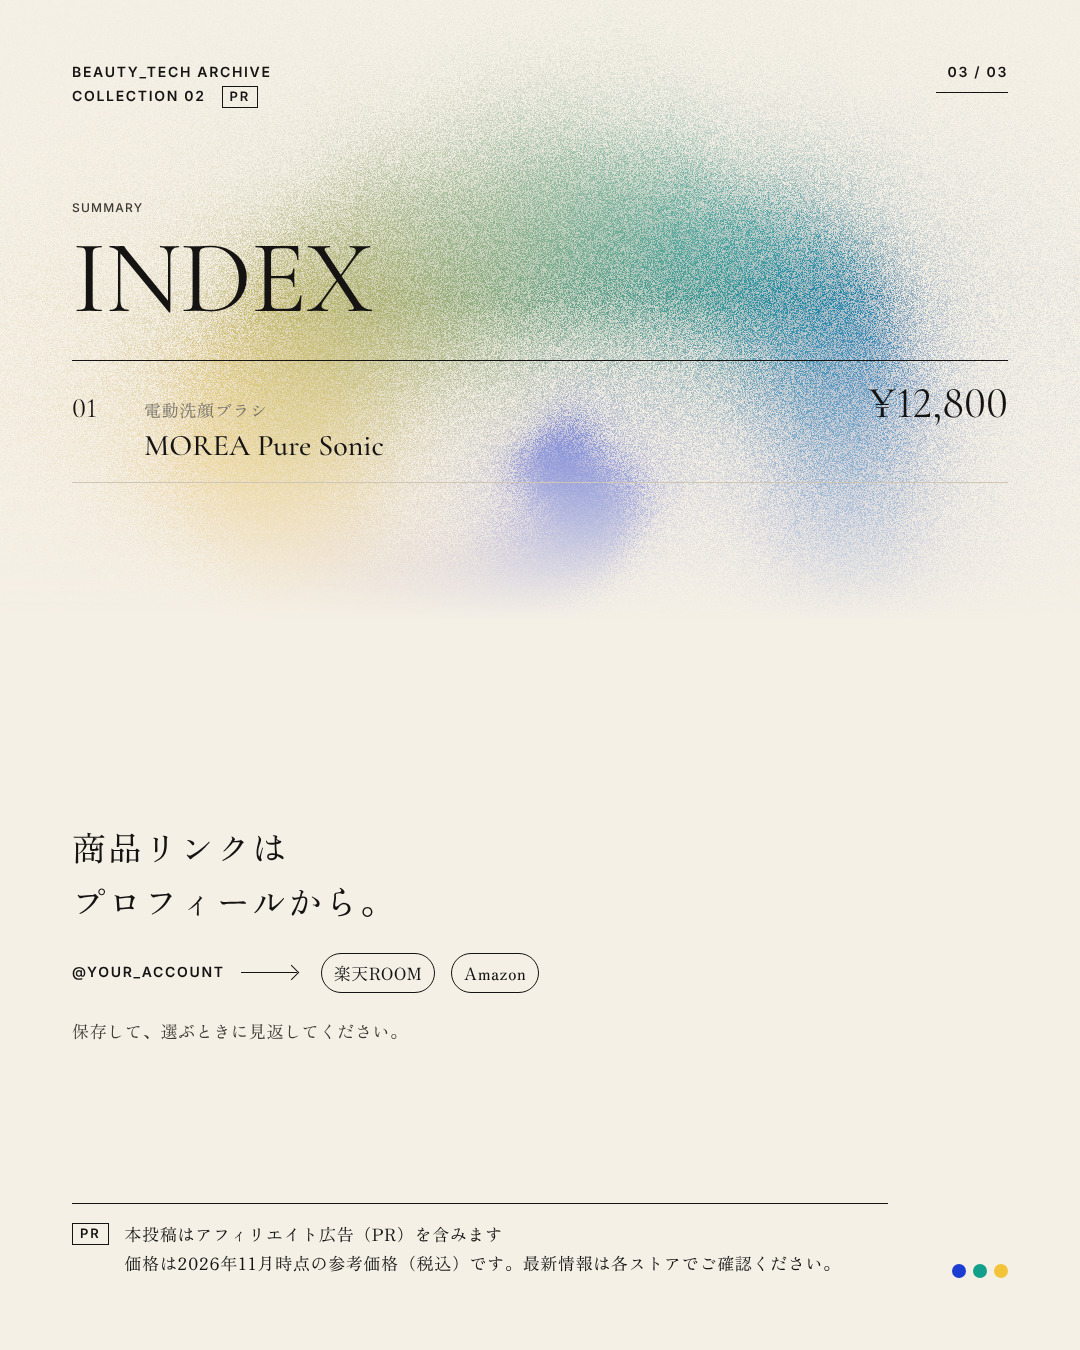 BEAUTY_TECH ARCHIVE
COLLECTION 02 PR
03 / 03
SUMMARY
INDEX
01
電動洗顔ブラシ
MOREA Pure Sonic
¥12,800
商品リンクは
プロフィールから。
@YOUR_ACCOUNT
楽天ROOM
Amazon
保存して、選ぶときに見返してください。
PR
本投稿はアフィリエイト広告（PR）を含みます
価格は2026年11月時点の参考価格（税込）です。最新情報は各ストアでご確認ください。